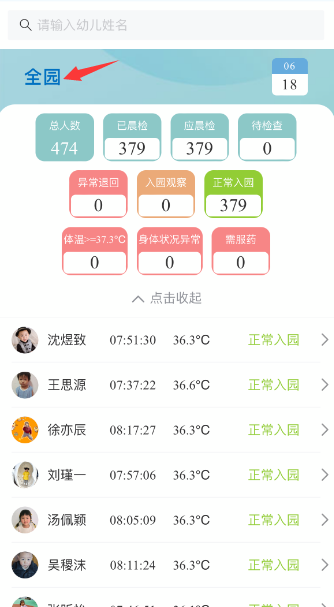 请输入幼儿姓名
全园
06
18
总人数 已晨检 应晨检 待检查
474 379 379 0
异常退回 入园观察 正常入园
0 0 379
体温>=37.3℃ 身体状况异常 需服药
0 0 0
点击收起
沈煜致 07:51:30 36.3℃ 正常入园
王思源 07:37:22 36.6℃ 正常入园
徐亦辰 08:17:27 36.3℃ 正常入园
刘瑾一 07:57:06 36.3℃ 正常入园
汤佩颖 08:05:09 36.3℃ 正常入园
吴稷沫 08:11:24 36.3℃ 正常入园